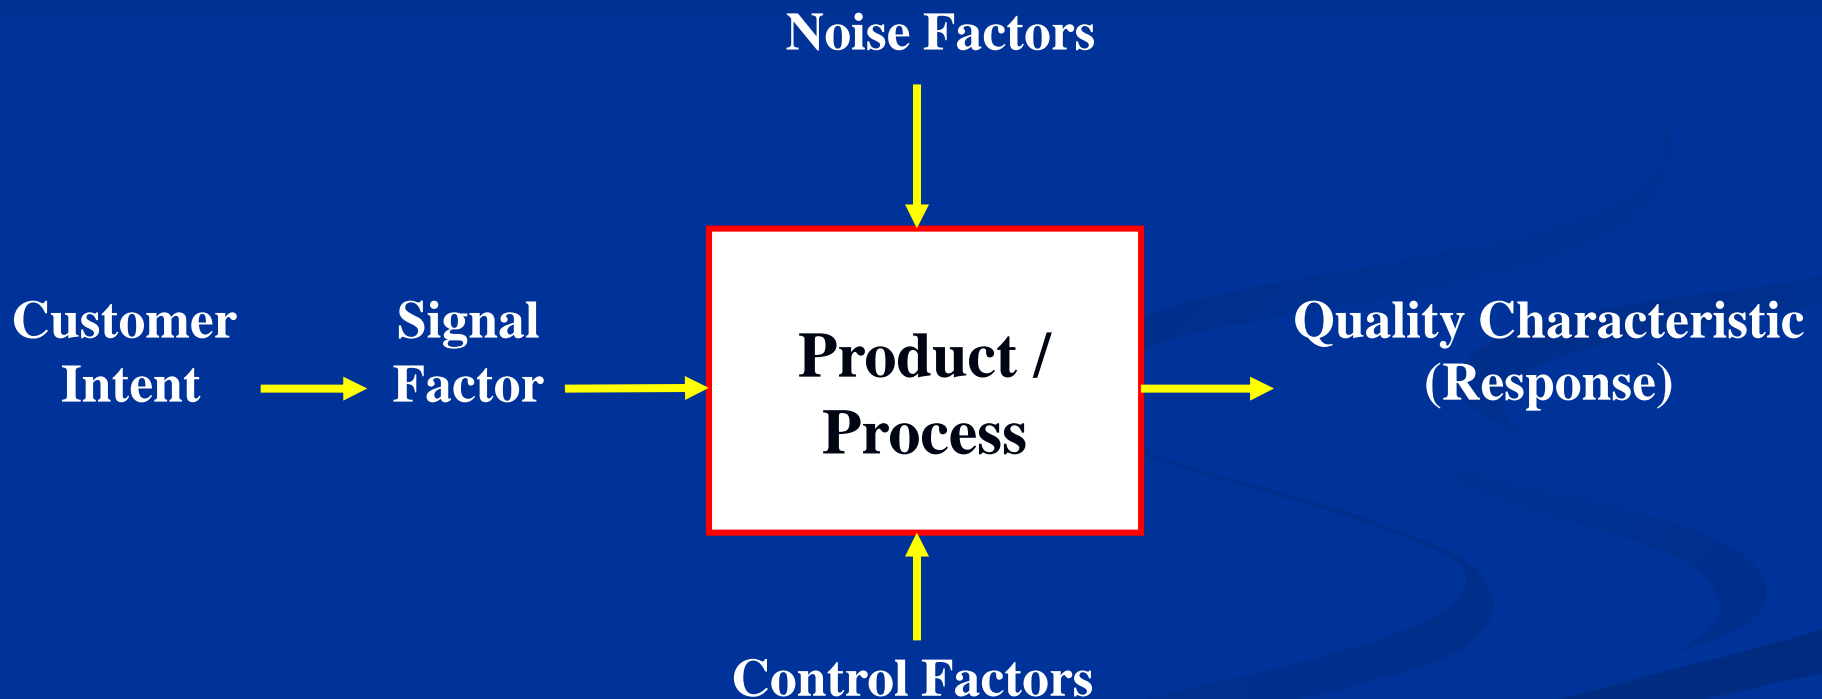 Noise Factors
Customer
Intent
Signal
Factor
Product /
Process
Quality Characteristic
(Response)
Control Factors